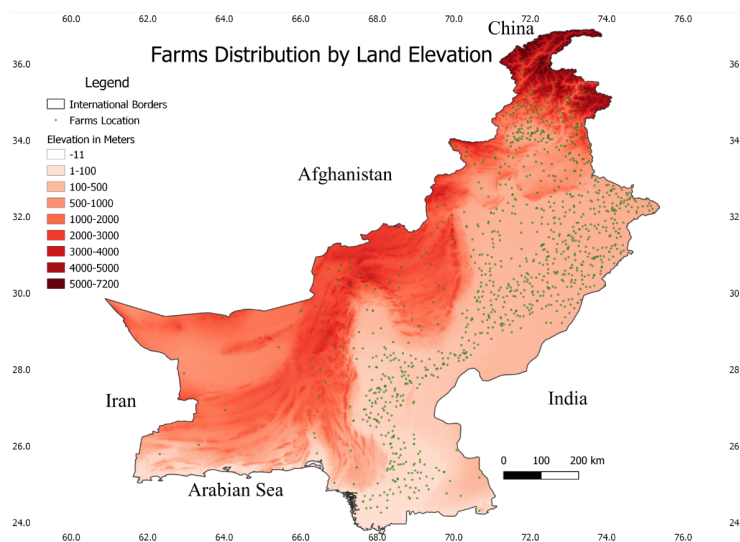 60.0 62.0 64.0 66.0 68.0 70.0 72.0 74.0 76.0
China
Farms Distribution by Land Elevation
36.0
36
Legend
International Borders
Farms Location
34.0
34
Elevation in Meters
-11
1-100
Afghanistan
100-500
500-1000
32.0
32
1000-2000
2000-3000
3000-4000
4000-5000
5000-7200
30.0
30
28.0
28
Iran
India
26.0
26
0 100 200 km
Arabian Sea
24.0
24
60.0 62.0 64.0 66.0 68.0 70.0 72.0 74.0 76.0